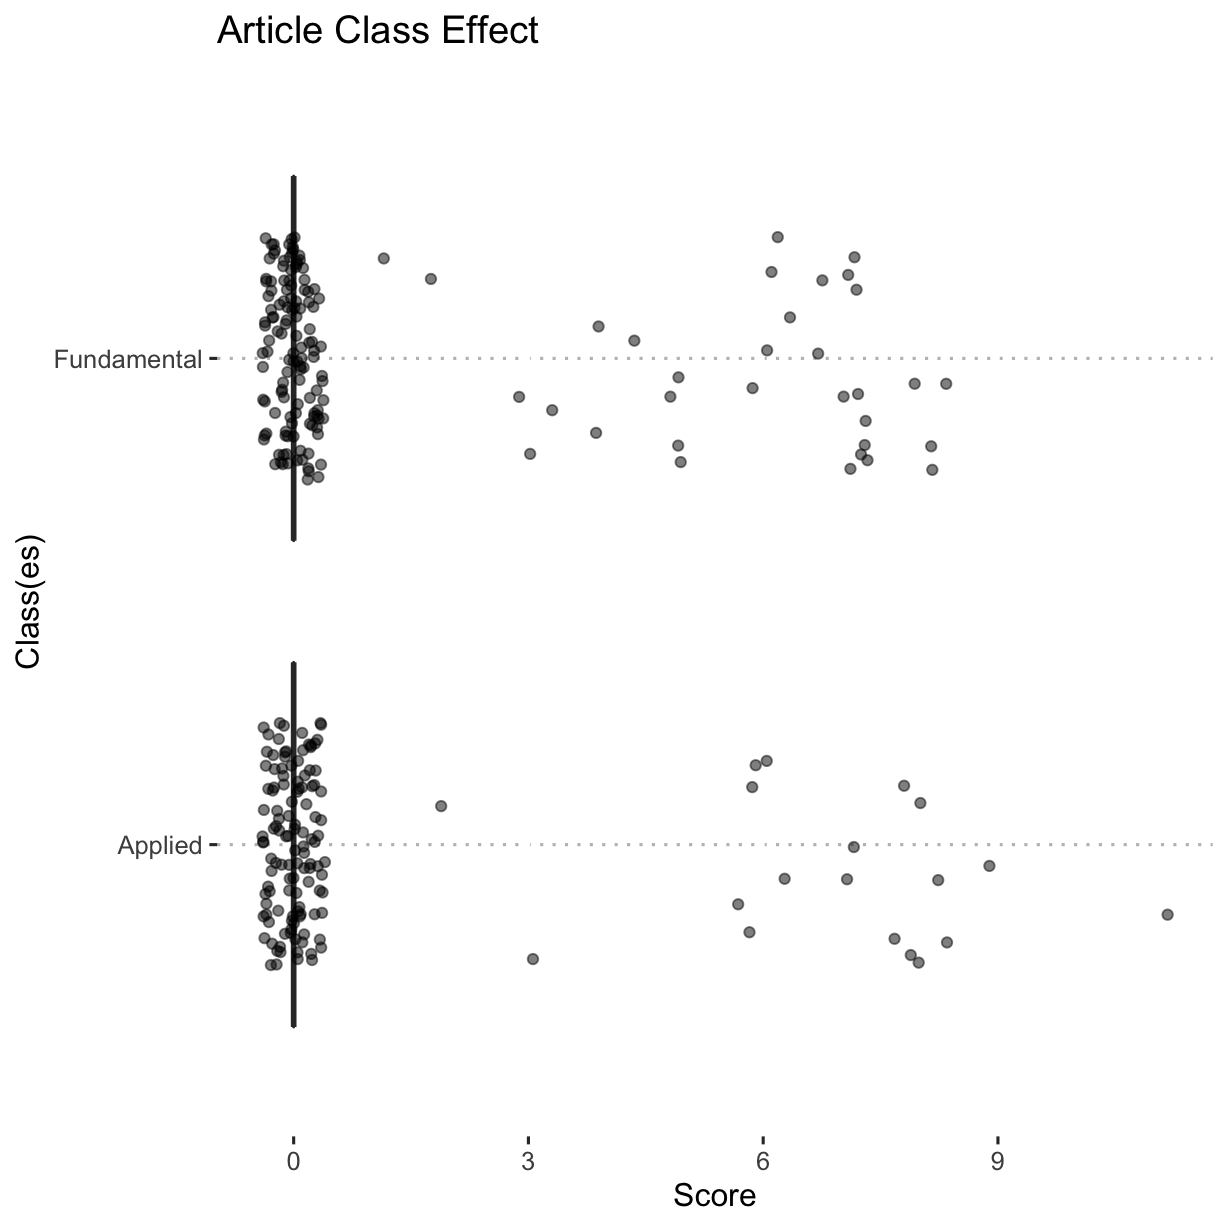 Article Class Effect
Fundamental
Class(es)
Applied
0 3 6 9
Score